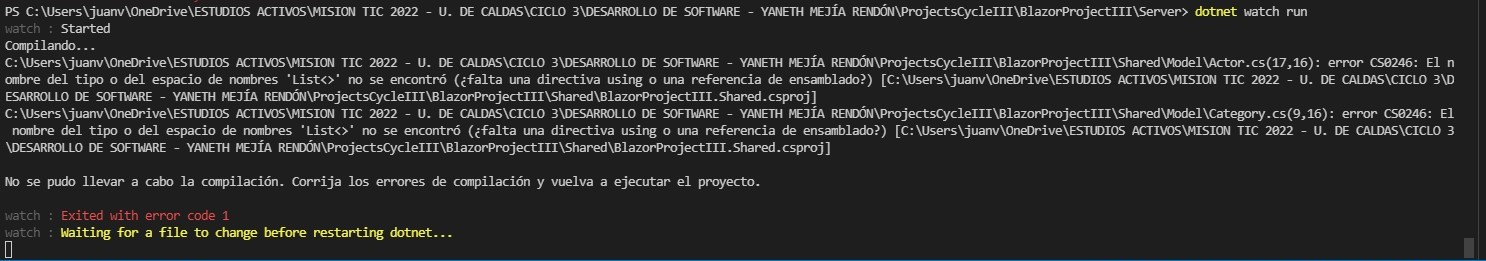 PS C:\Users\juanv\OneDrive\ESTUDIOS ACTIVOS\MISION TIC 2022 - U. DE CALDAS\CICLO 3\DESARROLLO DE SOFTWARE - YANETH MEJÍA RENDÓN\ProjectsCycleIII\BlazorProjectIII\Server> dotnet watch run
watch : Started
Compilando...
C:\Users\juanv\OneDrive\ESTUDIOS ACTIVOS\MISION TIC 2022 - U. DE CALDAS\CICLO 3\DESARROLLO DE SOFTWARE - YANETH MEJÍA RENDÓN\ProjectsCycleIII\BlazorProjectIII\Shared\Model\Actor.cs(17,16): error CS0246: El n
ombre del tipo o del espacio de nombres 'List<>' no se encontró (¿falta una directiva using o una referencia de ensamblado?) [C:\Users\juanv\OneDrive\ESTUDIOS ACTIVOS\MISION TIC 2022 - U. DE CALDAS\CICLO 3\D
ESARROLLO DE SOFTWARE - YANETH MEJÍA RENDÓN\ProjectsCycleIII\BlazorProjectIII\Shared\BlazorProjectIII.Shared.csproj]
C:\Users\juanv\OneDrive\ESTUDIOS ACTIVOS\MISION TIC 2022 - U. DE CALDAS\CICLO 3\DESARROLLO DE SOFTWARE - YANETH MEJÍA RENDÓN\ProjectsCycleIII\BlazorProjectIII\Shared\Model\Category.cs(9,16): error CS0246: El
 nombre del tipo o del espacio de nombres 'List<>' no se encontró (¿falta una directiva using o una referencia de ensamblado?) [C:\Users\juanv\OneDrive\ESTUDIOS ACTIVOS\MISION TIC 2022 - U. DE CALDAS\CICLO 3
\DESARROLLO DE SOFTWARE - YANETH MEJÍA RENDÓN\ProjectsCycleIII\BlazorProjectIII\Shared\BlazorProjectIII.Shared.csproj]
No se pudo llevar a cabo la compilación. Corrija los errores de compilación y vuelva a ejecutar el proyecto.
watch : Exited with error code 1
watch : Waiting for a file to change before restarting dotnet...